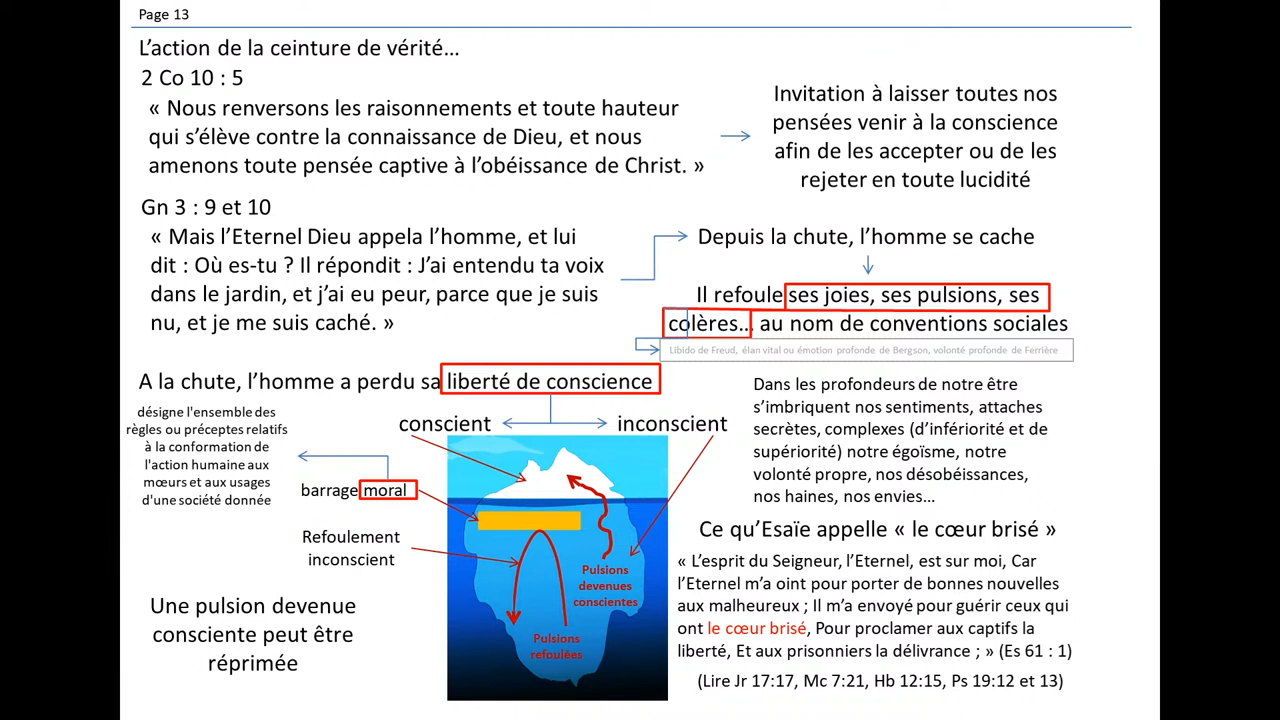 Page 13
L'action de la ceinture de vérité…
2 Co 10 : 5
« Nous renversons les raisonnements et toute hauteur
qui s'élève contre la connaissance de Dieu, et nous
amenons toute pensée captive à l'obéissance de Christ. »
Invitation à laisser toutes nos
pensées venir à la conscience
afin de les accepter ou de les
rejeter en toute lucidité
Gn 3 : 9 et 10
« Mais l'Eternel Dieu appela l'homme, et lui
dit : Où es-tu ? Il répondit : J'ai entendu ta voix
dans le jardin, et j'ai eu peur, parce que je suis
nu, et je me suis caché. »
Depuis la chute, l'homme se cache
Il refoule ses joies, ses pulsions, ses
colères… au nom de conventions sociales
Libido de Freud, élan vital ou émotion profonde de Bergson, volonté profonde de Ferrière
A la chute, l'homme a perdu sa liberté de conscience
conscient
inconscient
désigne l'ensemble des
règles ou préceptes relatifs
à la conformation de
l'action humaine aux
mœurs et aux usages
d'une société donnée
barrage moral
Refoulement
inconscient
Pulsions
devenues
conscientes
Pulsions
refoulées
Une pulsion devenue
consciente peut être
réprimée
Dans les profondeurs de notre être
s'imbriquent nos sentiments, attaches
secrètes, complexes (d'infériorité et de
supériorité) notre égoïsme, notre
volonté propre, nos désobéissances,
nos haines, nos envies…
Ce qu'Esaïe appelle « le cœur brisé »
« L'esprit du Seigneur, l'Eternel, est sur moi, Car
l'Eternel m'a oint pour porter de bonnes nouvelles
aux malheureux ; Il m'a envoyé pour guérir ceux qui
ont le cœur brisé, Pour proclamer aux captifs la
liberté, Et aux prisonniers la délivrance ; » (Es 61 : 1)
(Lire Jr 17:17, Mc 7:21, Hb 12:15, Ps 19:12 et 13)